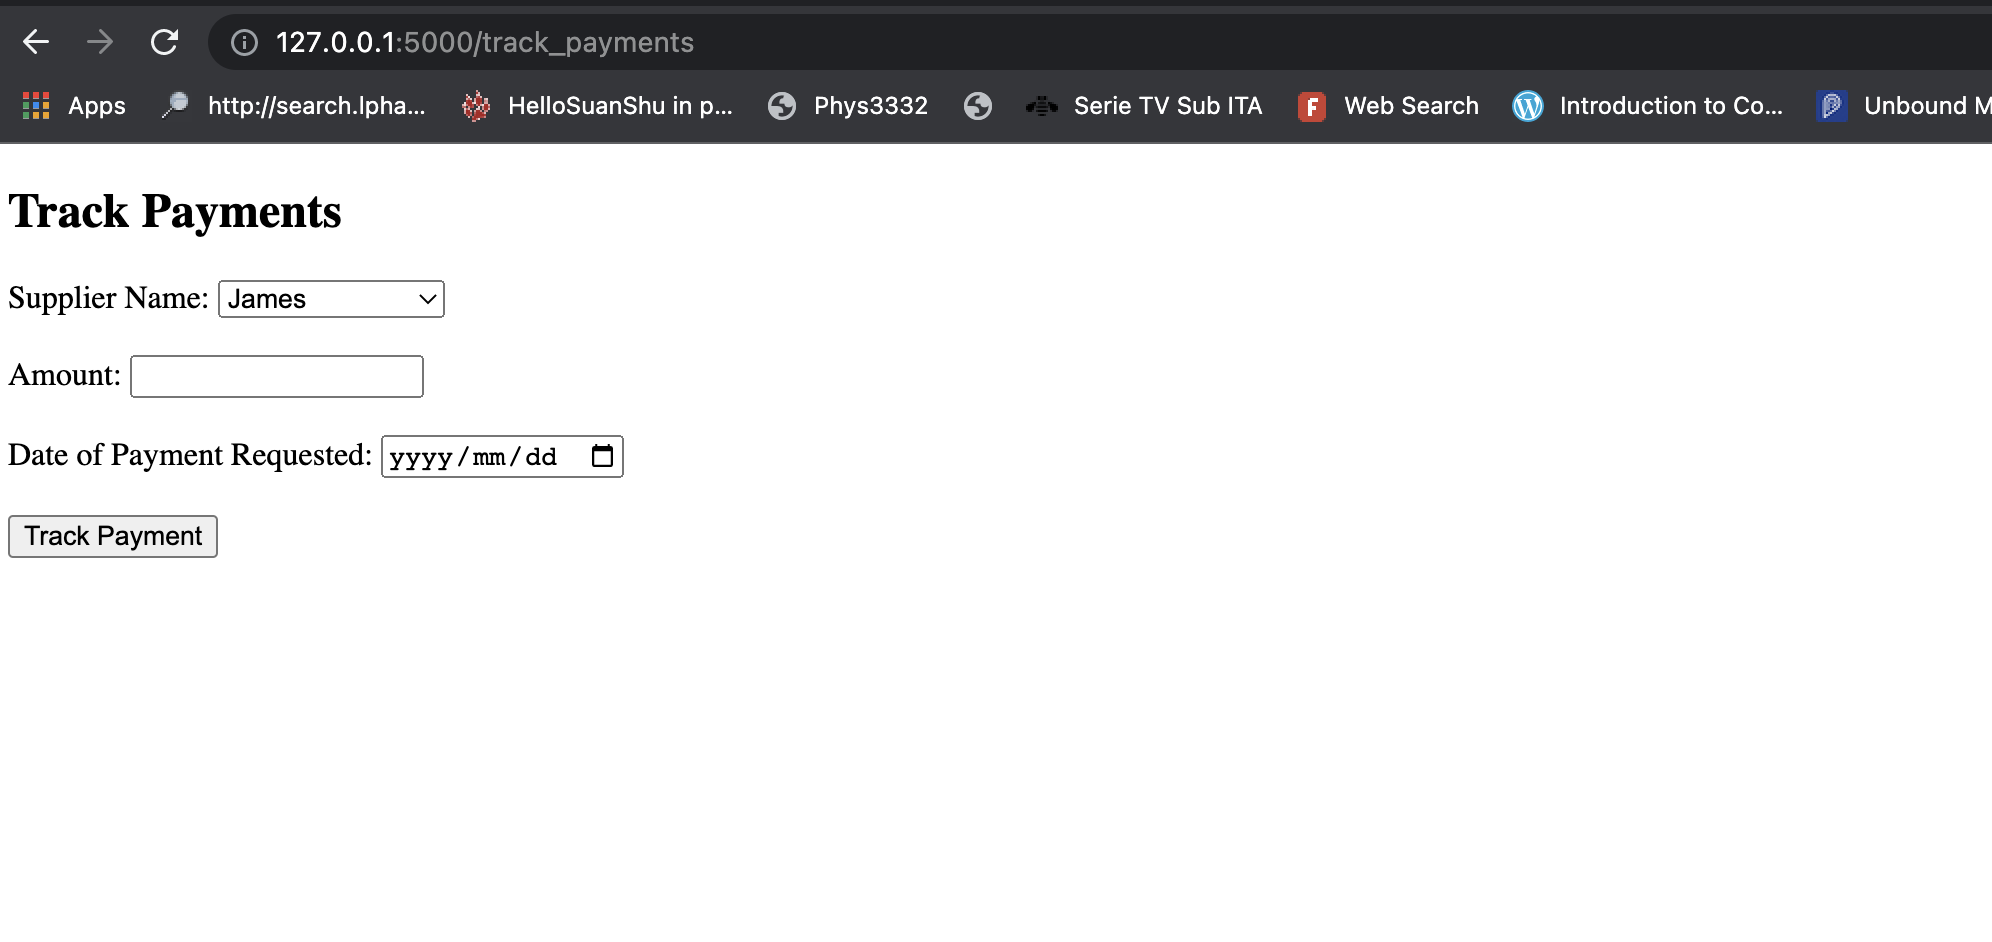 127.0.0.1:5000/track_payments
Apps http://search.lpha... HelloSuanShu in p... Phys3332 Serie TV Sub ITA F Web Search Introduction to Co... Unbound M
Track Payments
Supplier Name: James
Amount:
Date of Payment Requested: yyyy/mm/dd
Track Payment